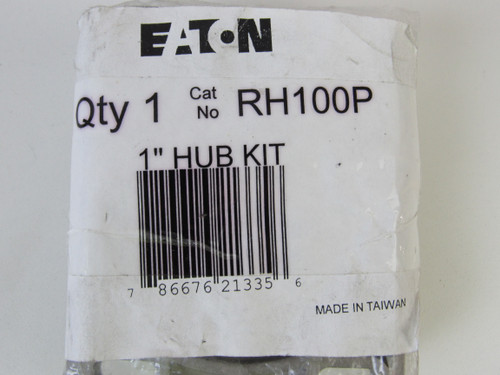 EATON
Qty 1 Cat No RH100P
1" HUB KIT
7 86676 21335 6
MADE IN TAIWAN